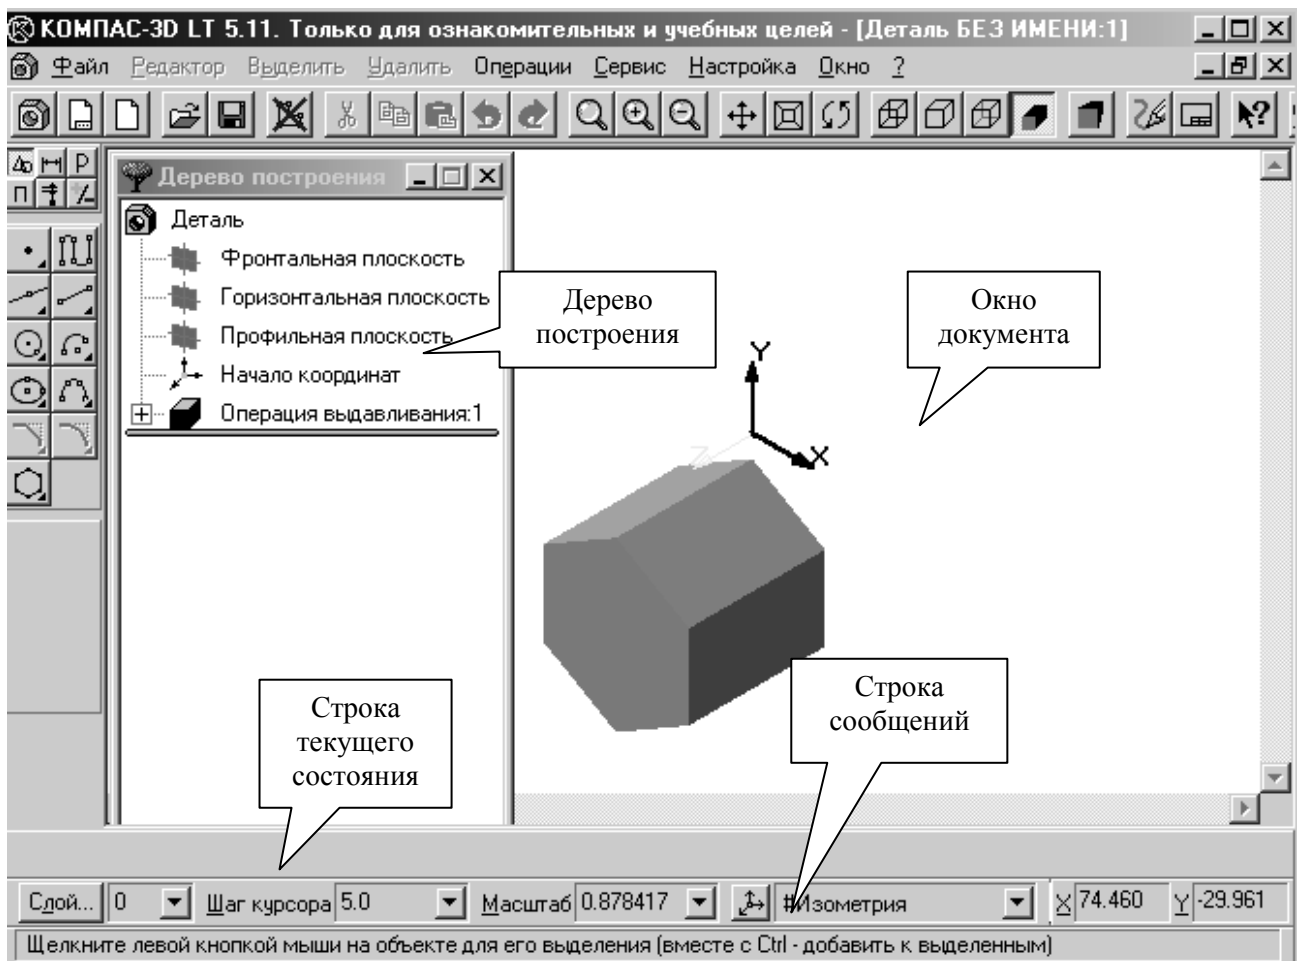 КОМПАС-3D LT 5.11. Только для ознакомительных и учебных целей - [Деталь БЕЗ ИМЕНИ:1]
Файл Редактор Выделить Удалить Операции Сервис Настройка Окно ?
Дерево построения
Деталь
Фронтальная плоскость
Горизонтальная плоскость
Профильная плоскость
Начало координат
Операция выдавливания:1
Дерево
построения
Окно
документа
Y
X
Z
Строка
текущего
состояния
Строка
сообщений
Слой... 0 Шаг курсора 5.0 Масштаб 0.878417 #Изометрия X 74.460 Y -29.961
Щелкните левой кнопкой мыши на объекте для его выделения (вместе с Ctrl - добавить к выделенным)